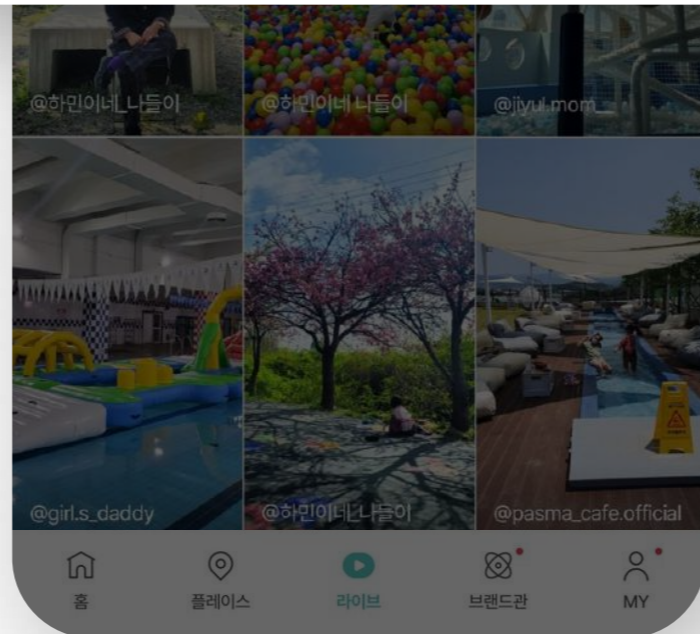 @하민이네_나들이
@하민이네 나들이
@jiyul.mom_
@girl.s_daddy
@하민이네_나들이
@pasma_cafe.official
홈
플레이스
라이브
브랜드관
MY